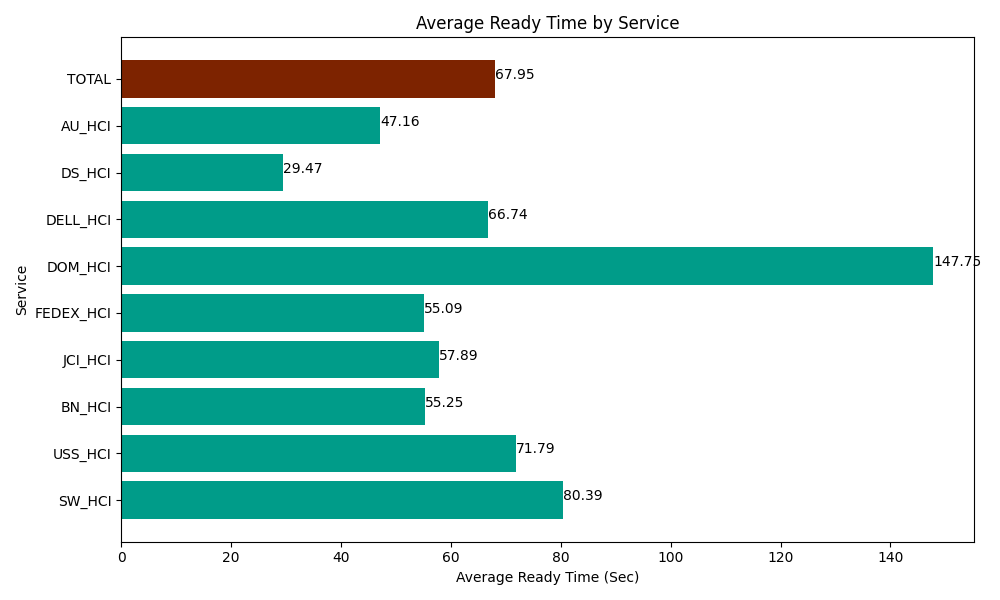 Average Ready Time by Service
TOTAL 67.95
AU_HCI 47.16
DS_HCI 29.47
DELL_HCI 66.74
DOM_HCI 147.75
FEDEX_HCI 55.09
JCI_HCI 57.89
BN_HCI 55.25
USS_HCI 71.79
SW_HCI 80.39
Service
0 20 40 60 80 100 120 140
Average Ready Time (Sec)